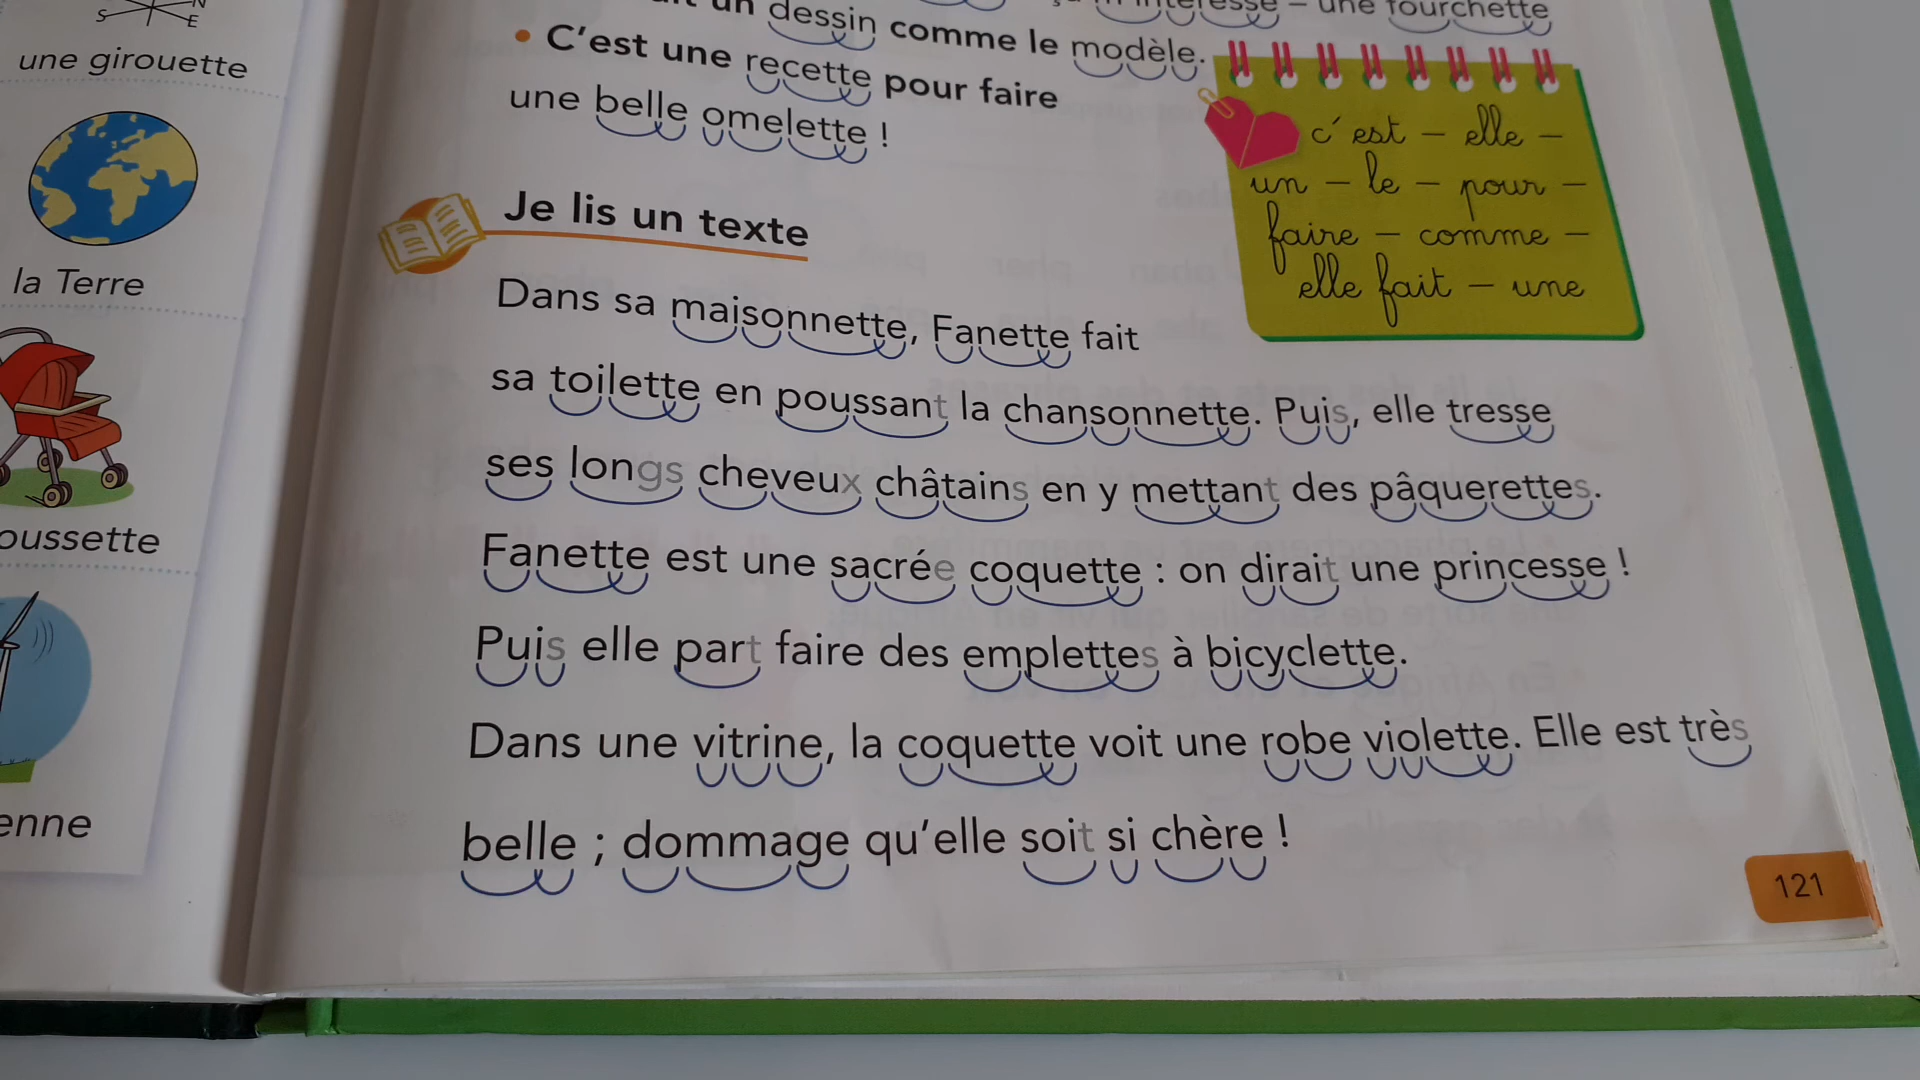 N
S E
une girouette
la Terre
un dessin comme le modèle.
– une fourchette
• C'est une recette pour faire
une belle omelette !
c'est – elle –
un – le – pour –
faire – comme –
elle fait – une
Je lis un texte
Dans sa maisonnette, Fanette fait
sa toilette en poussant la chansonnette. Puis, elle tresse
ses longs cheveux châtains en y mettant des pâquerettes.
Fanette est une sacrée coquette : on dirait une princesse !
Puis elle part faire des emplettes à bicyclette.
Dans une vitrine, la coquette voit une robe violette. Elle est très
belle ; dommage qu'elle soit si chère !
121